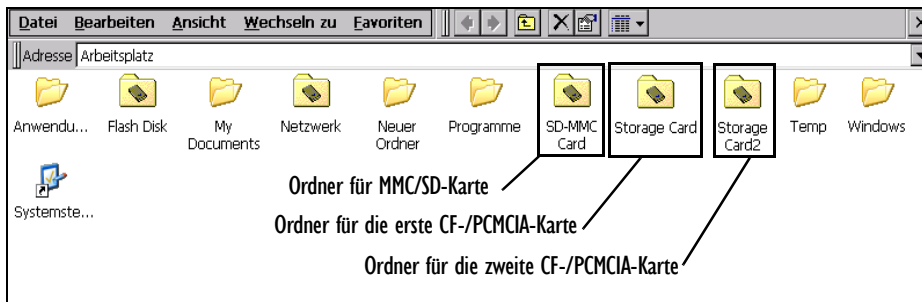 Datei Bearbeiten Ansicht Wechseln zu Favoriten
Adresse Arbeitsplatz
Anwendu... Flash Disk My Documents Netzwerk Neuer Ordner Programme SD-MMC Card Storage Card Storage Card2 Temp Windows
Systemste...
Ordner für MMC/SD-Karte
Ordner für die erste CF-/PCMCIA-Karte
Ordner für die zweite CF-/PCMCIA-Karte